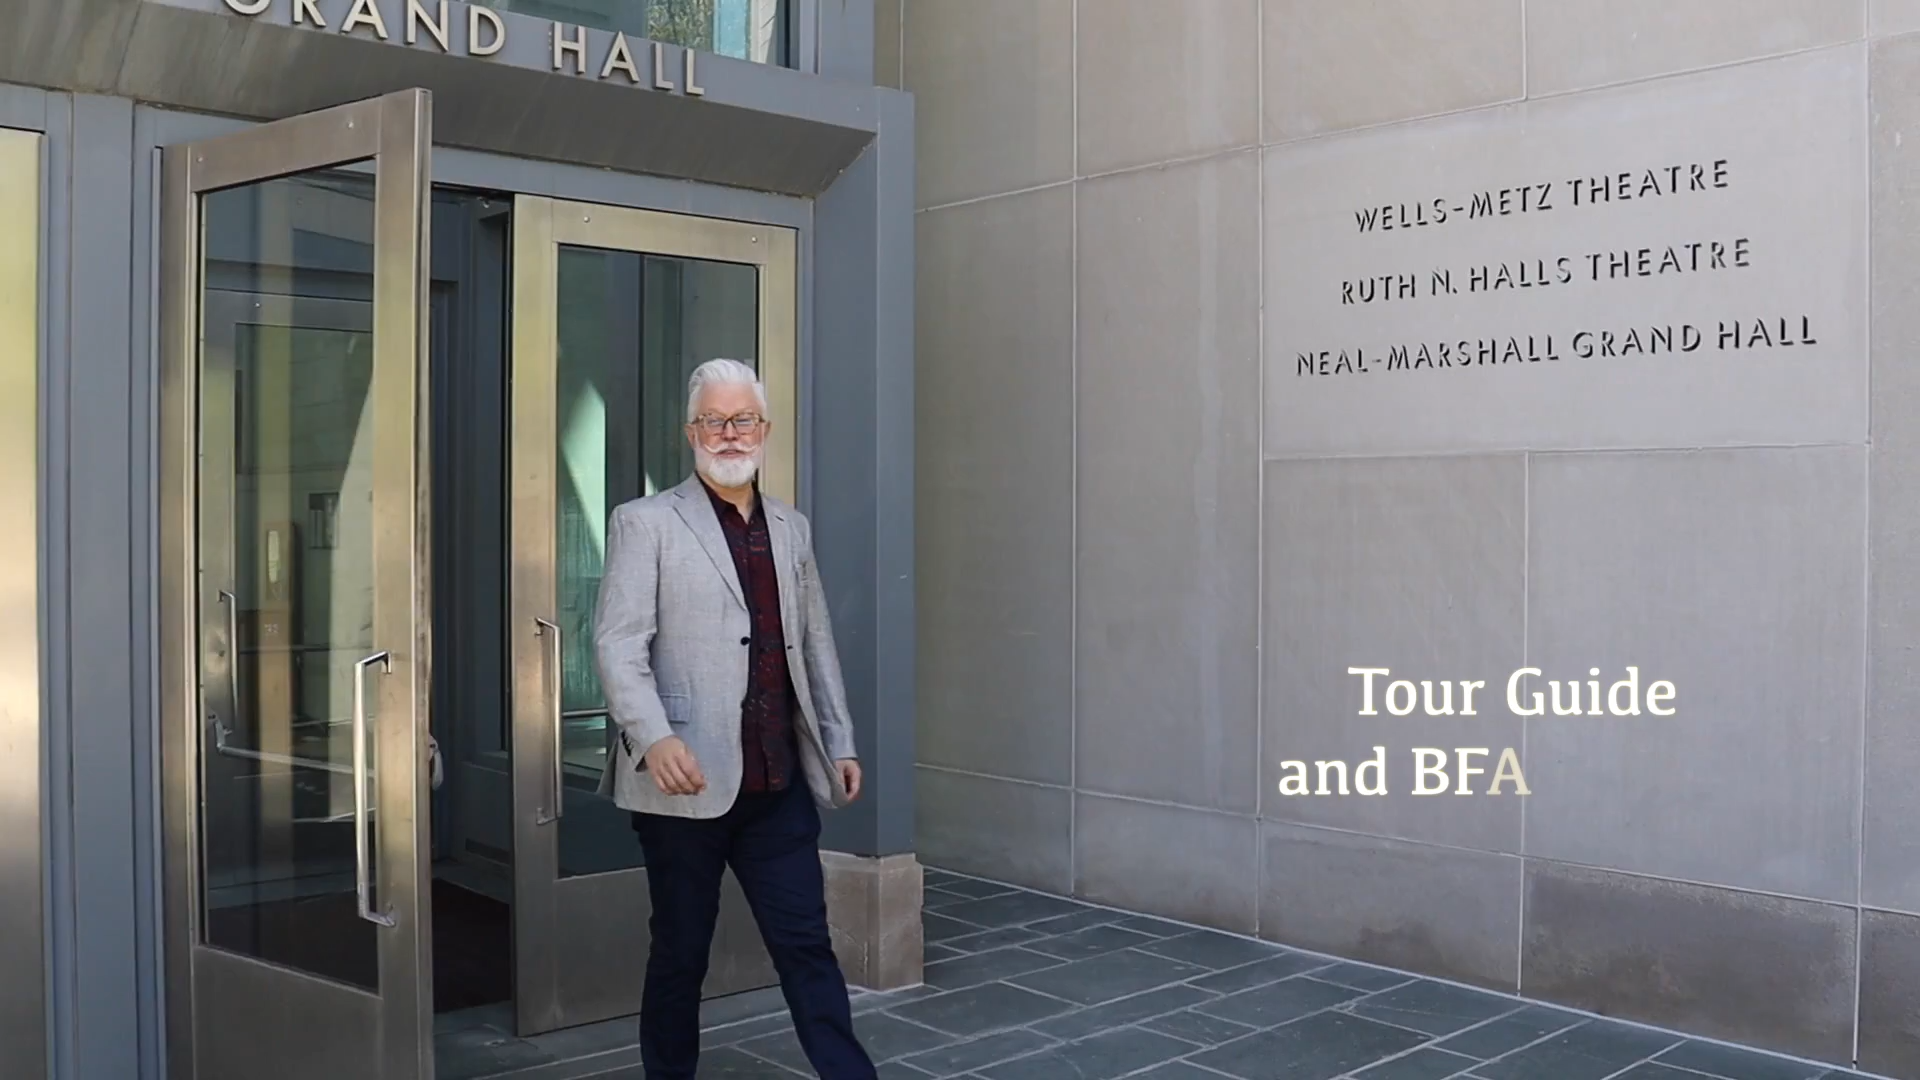 GRAND HALL
WELLS-METZ THEATRE
RUTH N. HALLS THEATRE
NEAL-MARSHALL GRAND HALL
Tour Guide
and BFA